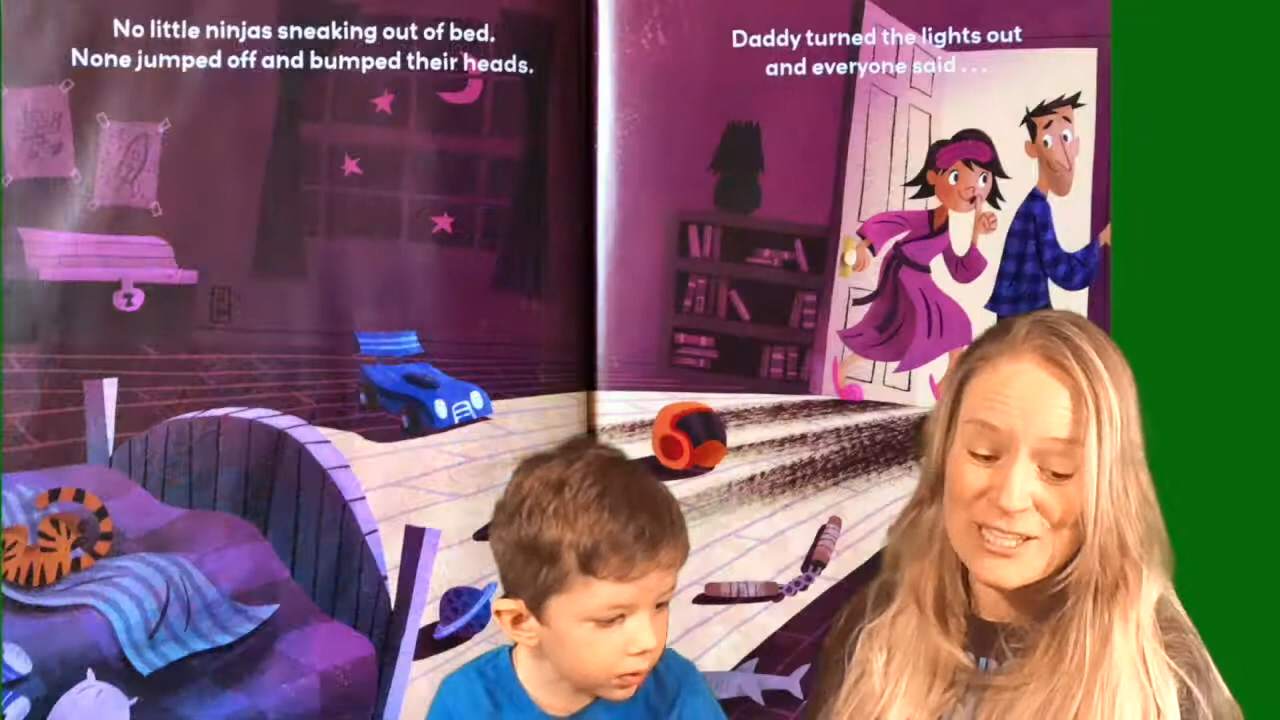 No little ninjas sneaking out of bed.
None jumped off and bumped their heads.
Daddy turned the lights out
and everyone said . . .